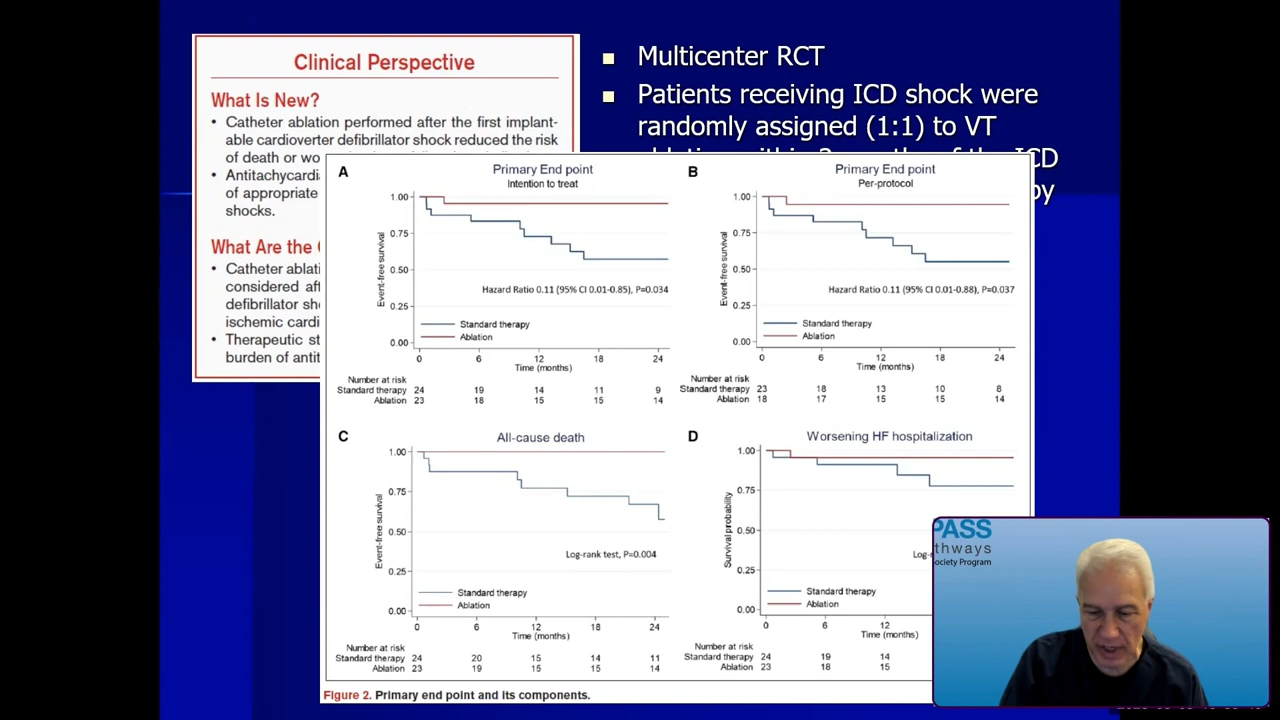 Clinical Perspective
What Is New?
• Catheter ablation performed after the first implant-
able cardioverter defibrillator shock reduced the risk
of death or wo
• Antitachycardia
of appropriate
shocks.
What Are the
• Catheter ablati
considered aft
defibrillator sho
ischemic cardi
• Therapeutic st
burden of antit
Multicenter RCT
Patients receiving ICD shock were
randomly assigned (1:1) to VT
ICD
by
A
Primary End point
Intention to treat
Event-free survival
1.00
0.75
0.50
0.25
0.00
Hazard Ratio 0.11 (95% CI 0.01-0.85), P=0.034
Standard therapy
Ablation
0 6 12 18 24
Time (months)
Number at risk
Standard therapy 24 19 14 11 9
Ablation 23 18 15 15 14
B
Primary End point
Per-protocol
Event-free survival
1.00
0.75
0.50
0.25
0.00
Hazard Ratio 0.11 (95% CI 0.01-0.88), P=0.037
Standard therapy
Ablation
0 6 12 18 24
Time (months)
Number at risk
Standard therapy 23 18 13 10 8
Ablation 18 17 15 15 14
C
All-cause death
Event-free survival
1.00
0.75
0.50
0.25
0.00
Log-rank test, P=0.004
Standard therapy
Ablation
0 6 12 18 24
Time (months)
Number at risk
Standard therapy 24 20 15 14 11
Ablation 23 19 15 15 14
D
Worsening HF hospitalization
Survival probability
1.00
0.75
0.50
0.25
0.00
Log-r
Standard therapy
Ablation
0 6 12
Time (months)
Number at risk
Standard therapy 24 19 14
Ablation 23 18 15
Figure 2. Primary end point and its components.
PASS
thways
ociety Program